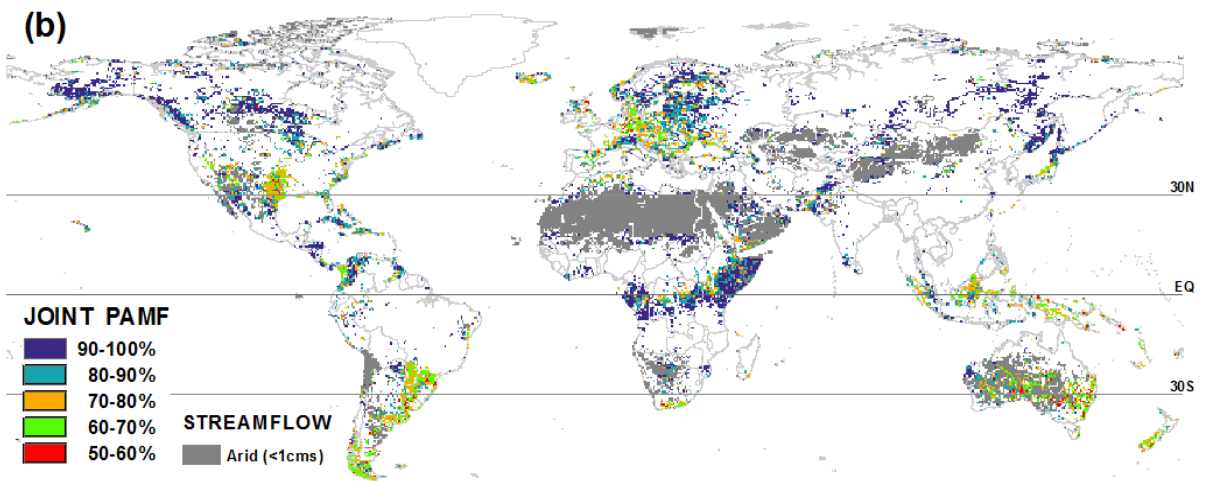 (b)
30N
EQ
JOINT PAMF
90-100%
80-90%
70-80%
30S
60-70%
STREAMFLOW
50-60%
Arid (<1cms)